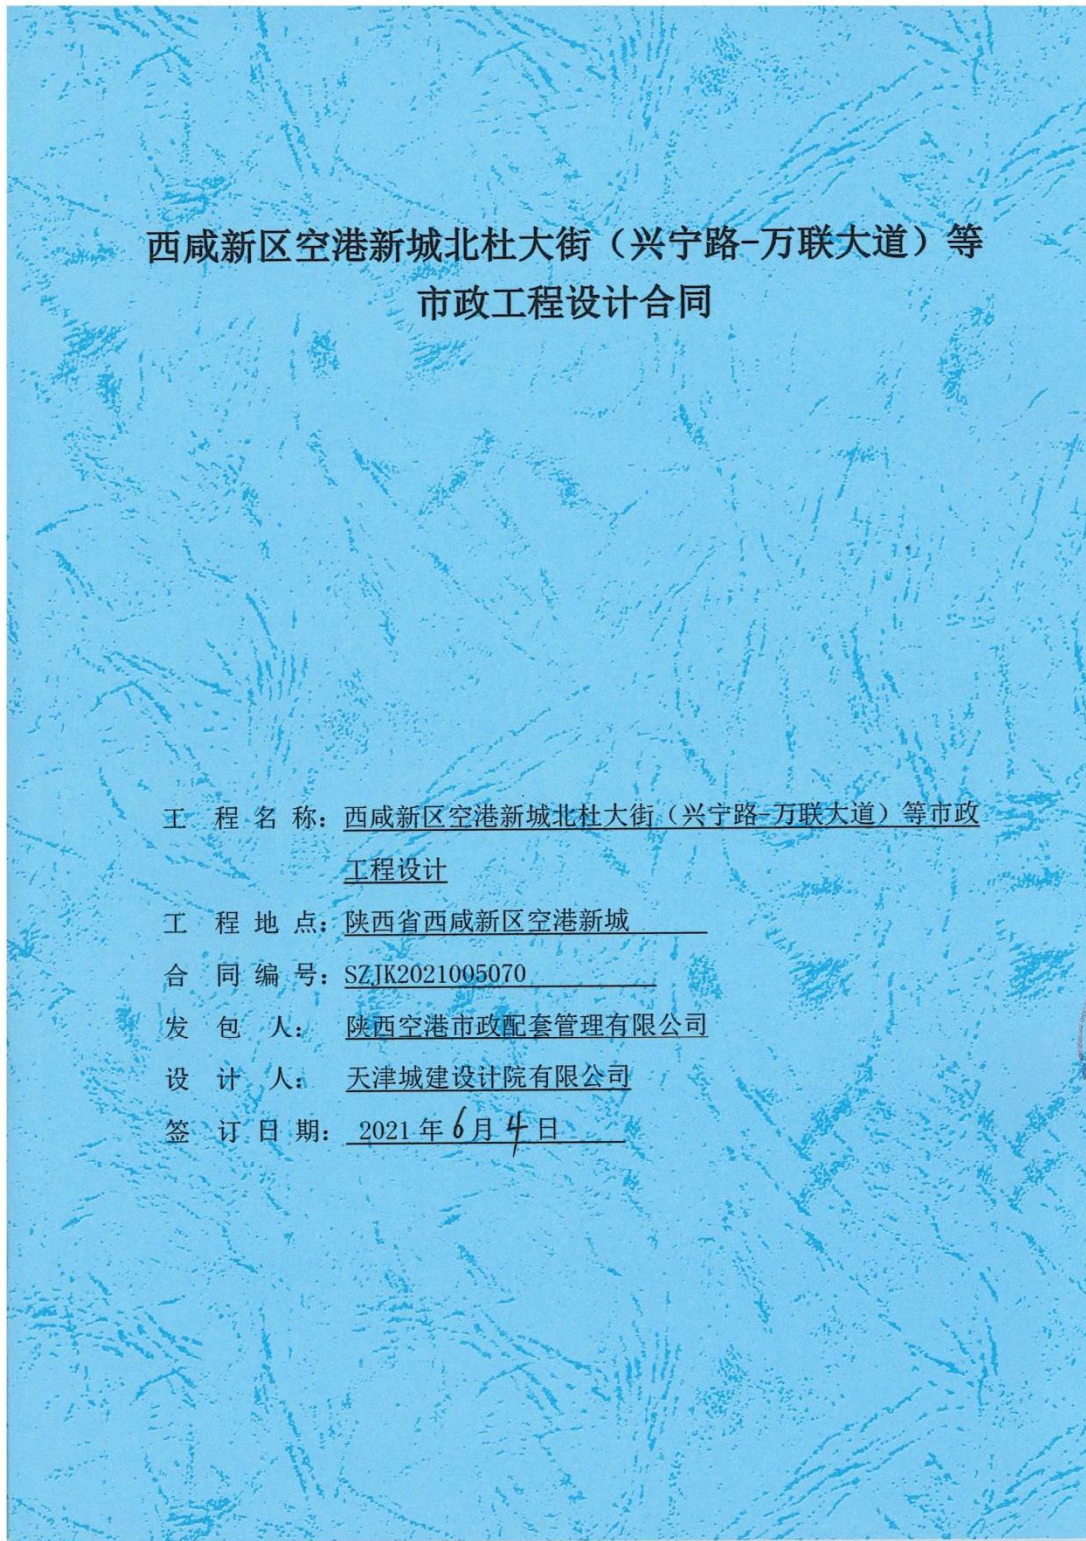 西咸新区空港新城北杜大街（兴宁路-万联大道）等
市政工程设计合同
工程名称：西咸新区空港新城北杜大街（兴宁路-万联大道）等市政
工程设计
工程地点：陕西省西咸新区空港新城
合同编号：SZJK2021005070
发包人：陕西空港市政配套管理有限公司
设计人：天津城建设计院有限公司
签订日期：2021年6月4日